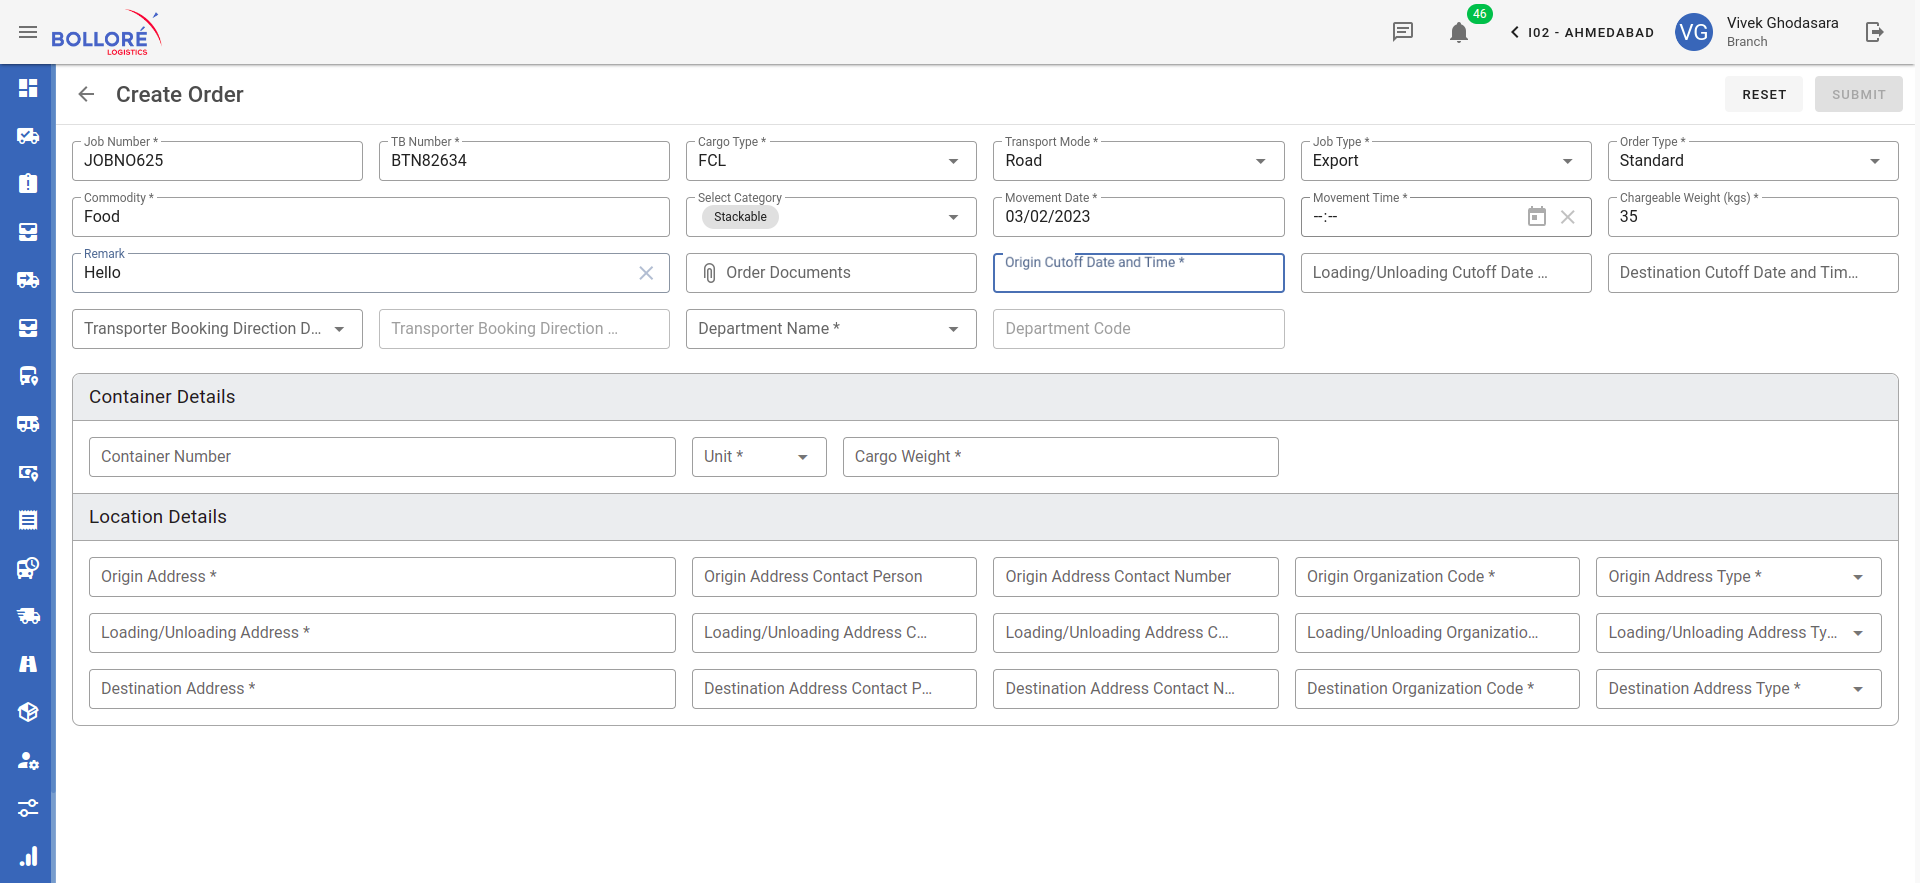 BOLLORÉ
LOGISTICS
46
I02 - AHMEDABAD
VG
Vivek Ghodasara
Branch
Create Order
RESET
SUBMIT
Job Number *
JOBNO625
TB Number *
BTN82634
Cargo Type *
FCL
Transport Mode *
Road
Job Type *
Export
Order Type *
Standard
Commodity *
Food
Select Category
Stackable
Movement Date *
03/02/2023
Movement Time *
--:--
Chargeable Weight (kgs) *
35
Remark
Hello
Order Documents
Origin Cutoff Date and Time *
Loading/Unloading Cutoff Date ...
Destination Cutoff Date and Tim...
Transporter Booking Direction D...
Transporter Booking Direction ...
Department Name *
Department Code
Container Details
Container Number
Unit *
Cargo Weight *
Location Details
Origin Address *
Origin Address Contact Person
Origin Address Contact Number
Origin Organization Code *
Origin Address Type *
Loading/Unloading Address *
Loading/Unloading Address C...
Loading/Unloading Address C...
Loading/Unloading Organizatio...
Loading/Unloading Address Ty...
Destination Address *
Destination Address Contact P...
Destination Address Contact N...
Destination Organization Code *
Destination Address Type *